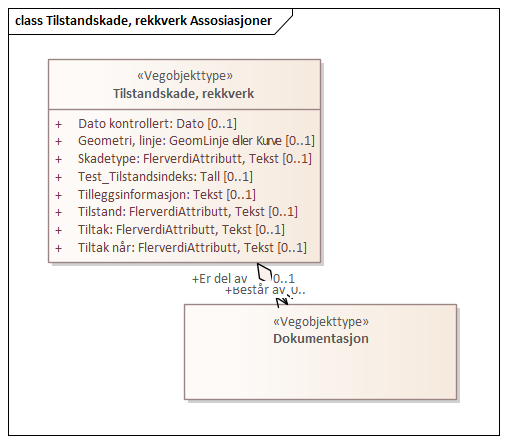 class Tilstandskade, rekkverk Assosiasjoner
«Vegobjekttype»
Tilstandskade, rekkverk
+ Dato kontrollert: Dato [0..1]
+ Geometri, linje: GeomLinje eller Kurve [0..1]
+ Skadetype: FlerverdiAttributt, Tekst [0..1]
+ Test_Tilstandsindeks: Tall [0..1]
+ Tilleggsinformasjon: Tekst [0..1]
+ Tilstand: FlerverdiAttributt, Tekst [0..1]
+ Tiltak: FlerverdiAttributt, Tekst [0..1]
+ Tiltak når: FlerverdiAttributt, Tekst [0..1]
+Er del av 0..1
+Består av 0..
«Vegobjekttype»
Dokumentasjon